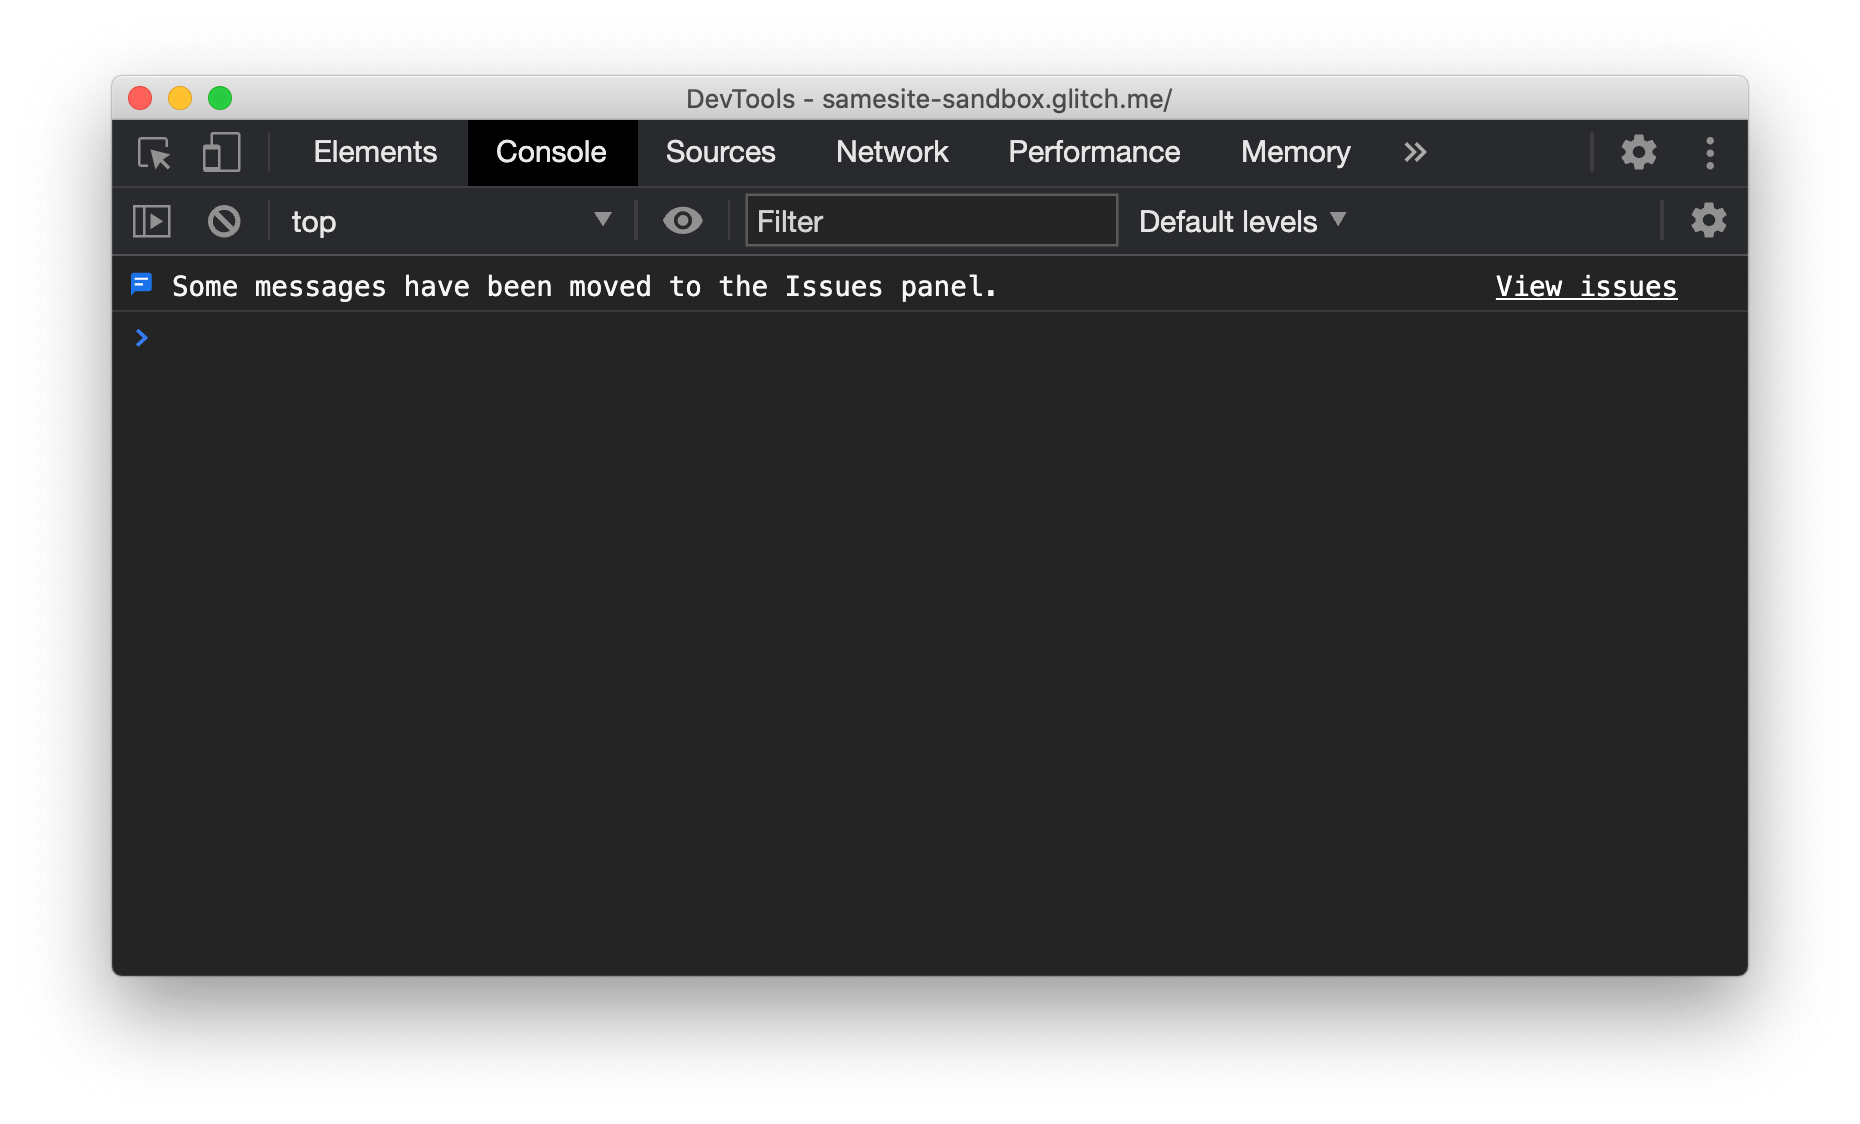 DevTools - samesite-sandbox.glitch.me/
Elements Console Sources Network Performance Memory »
top Filter Default levels
Some messages have been moved to the Issues panel. View issues